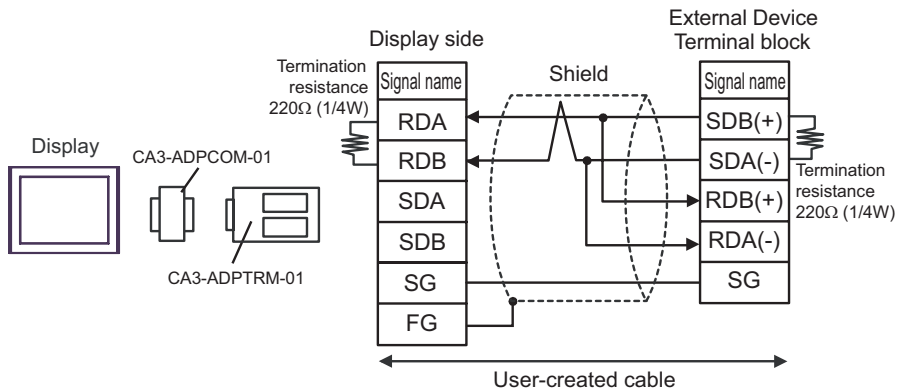 External Device
Terminal block
Display side
Termination
resistance
220Ω (1/4W)
Signal name
RDA
RDB
SDA
SDB
SG
FG
Shield
Signal name
SDB(+)
SDA(-)
RDB(+)
RDA(-)
SG
Termination
resistance
220Ω (1/4W)
Display
CA3-ADPCOM-01
CA3-ADPTRM-01
User-created cable